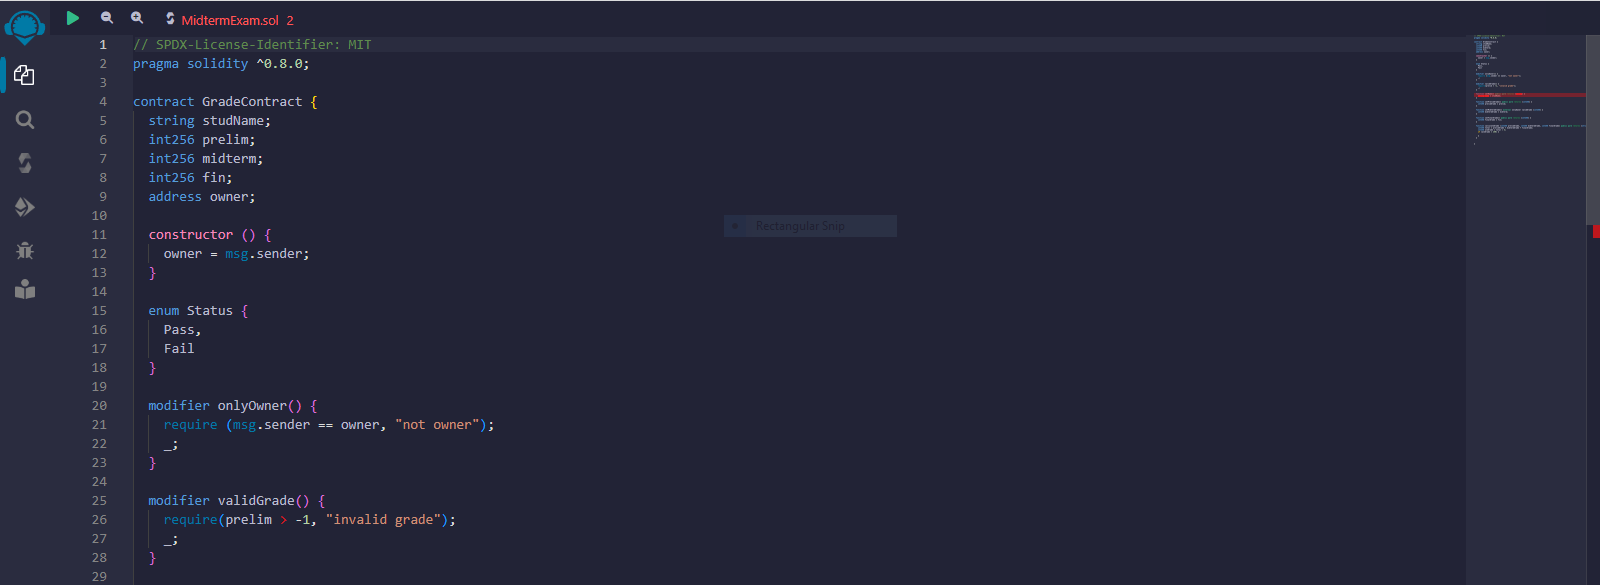 MidtermExam.sol 2
1 // SPDX-License-Identifier: MIT
2 pragma solidity ^0.8.0;
3
4 contract GradeContract {
5 string studName;
6 int256 prelim;
7 int256 midterm;
8 int256 fin;
9 address owner;
10
11 constructor () {
12 owner = msg.sender;
13 }
14
15 enum Status {
16 Pass,
17 Fail
18 }
19
20 modifier onlyOwner() {
21 require (msg.sender == owner, "not owner");
22 _;
23 }
24
25 modifier validGrade() {
26 require(prelim > -1, "invalid grade");
27 _;
28 }
29
Rectangular Snip